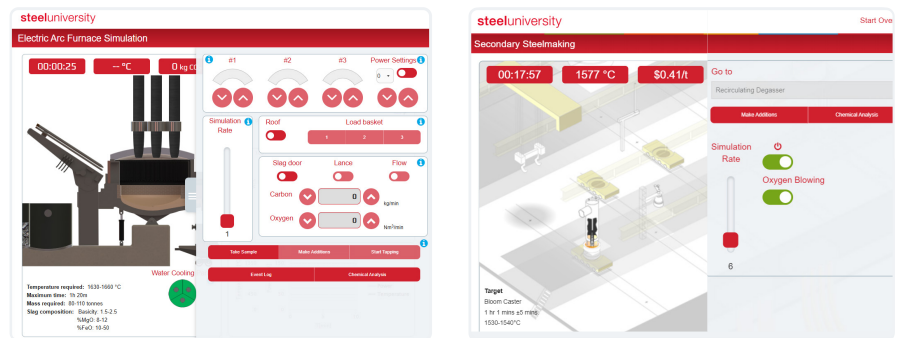 steeluniversity
Electric Arc Furnace Simulation
00:00:25
-- °C
0 kg CO
#1
#2
#3
Power Settings
0
Simulation
Rate
1
Roof
Load basket
1
2
3
Slag door
Lance
Flow
Carbon
0
kg/min
Oxygen
0
Nm³/min
Take Sample
Make Additions
Start Tapping
Event Log
Chemical Analysis
Water Cooling
Temperature required: 1630-1660 °C
Maximum time: 1h 20m
Mass required: 80-110 tonnes
Slag composition: Basicity: 1.5-2.5
%MgO: 8-12
%FeO: 10-50
steeluniversity
Start Ove
Secondary Steelmaking
00:17:57
1577 °C
$0.41/t
Go to
Recirculating Degasser
Make Additions
Chemical Analysis
Simulation
Rate
Oxygen Blowing
6
Target
Bloom Caster
1 hr 1 mins ±5 mins
1530-1540°C